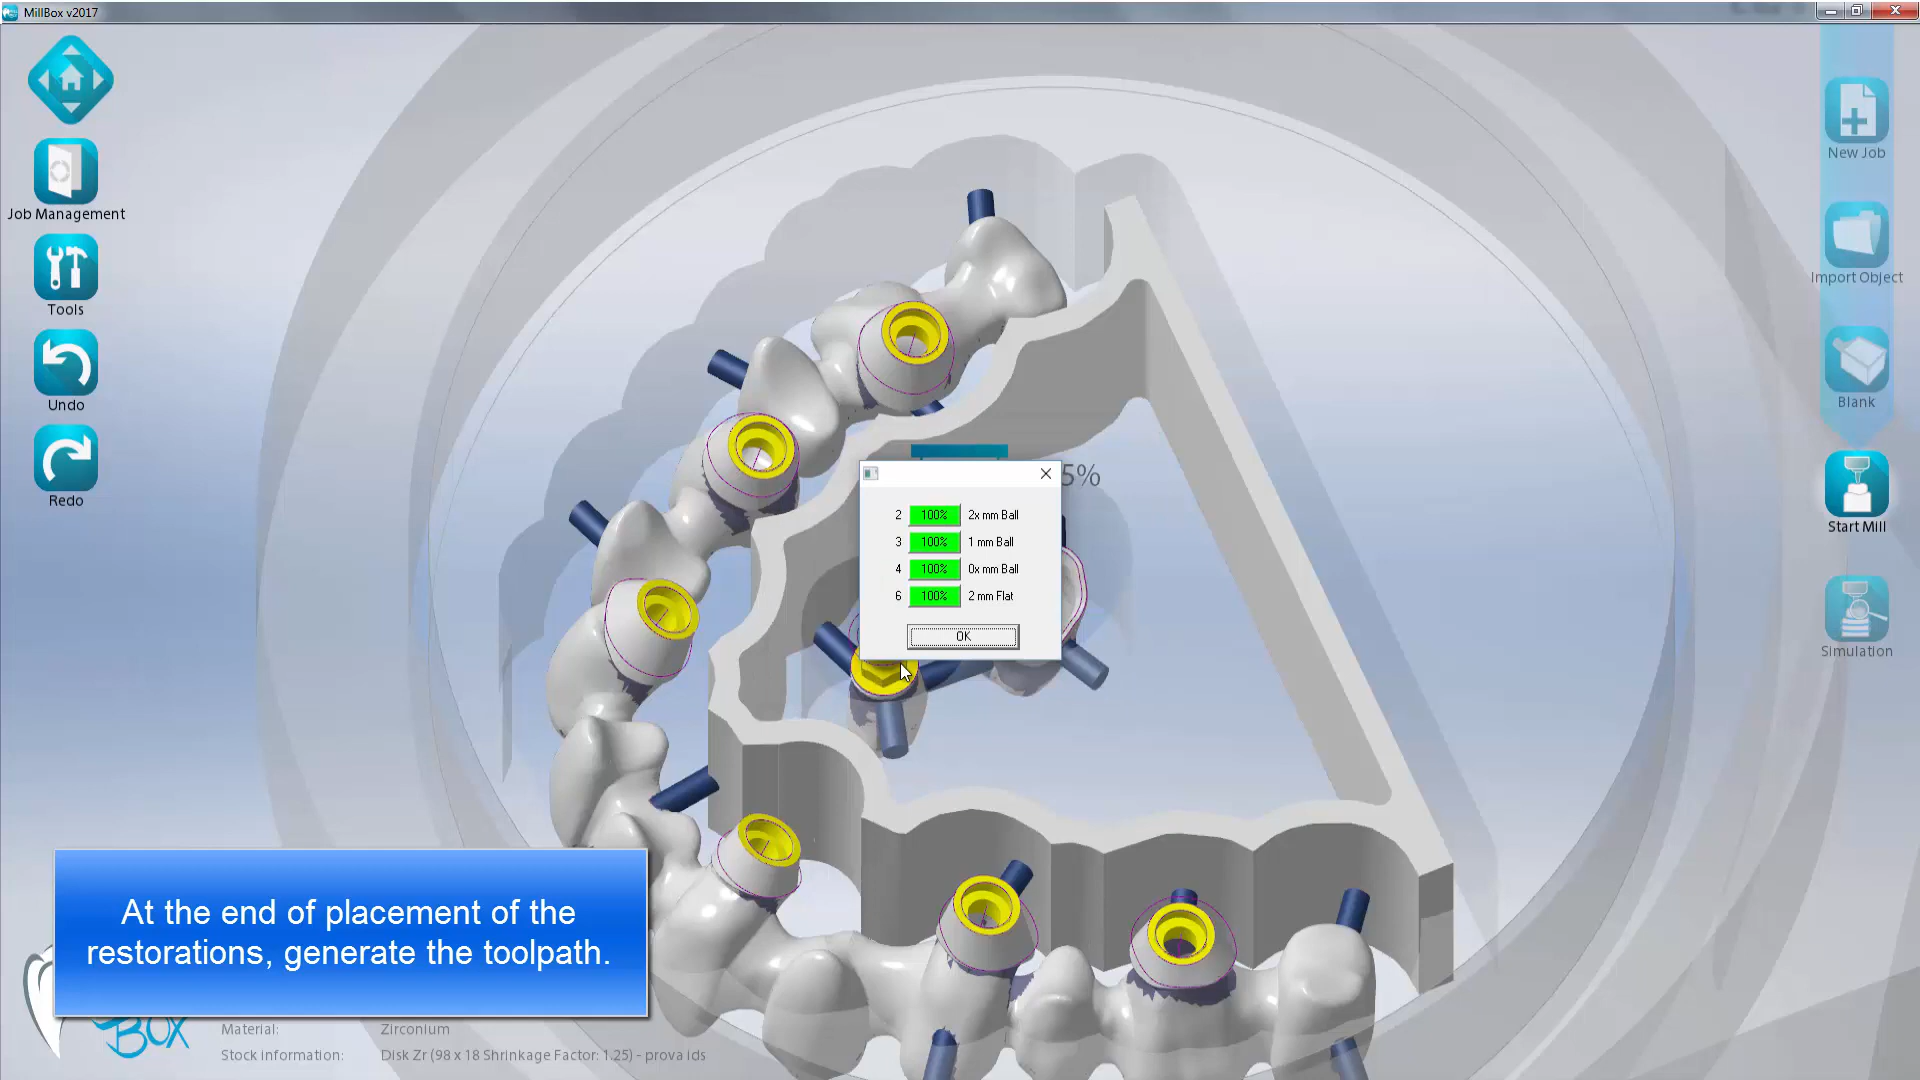 MillBox v2017
Job Management
Tools
Undo
Redo
New Job
Import Object
Blank
Start Mill
Simulation
5%
2 100% 2x mm Ball
3 100% 1 mm Ball
4 100% 0x mm Ball
6 100% 2 mm Flat
OK
At the end of placement of the
restorations, generate the toolpath.
BOX
Material: Zirconium
Stock information: Disk Zr (98 x 18 Shrinkage Factor: 1.25) - prova ids